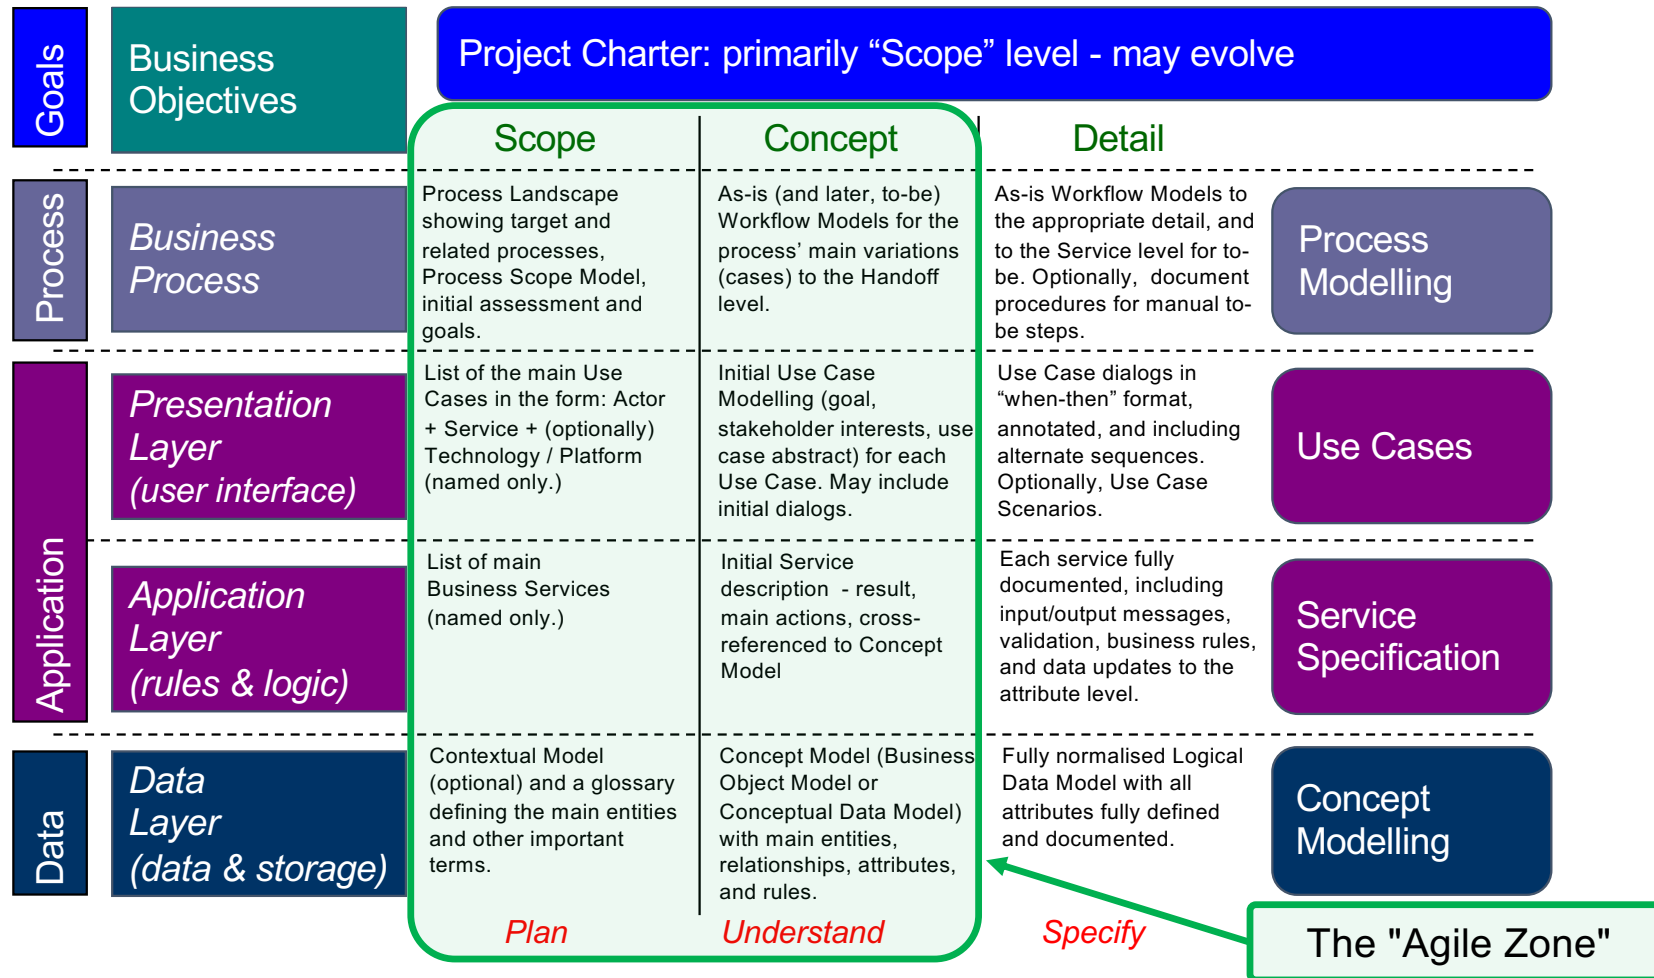 Goals
Business
Objectives
Project Charter: primarily “Scope” level - may evolve
Scope
Concept
Detail
Process
Business
Process
Process Landscape
showing target and
related processes,
Process Scope Model,
initial assessment and
goals.
As-is (and later, to-be)
Workflow Models for the
process’ main variations
(cases) to the Handoff
level.
As-is Workflow Models to
the appropriate detail, and
to the Service level for to-
be. Optionally, document
procedures for manual to-
be steps.
Process
Modelling
Application
Presentation
Layer
(user interface)
List of the main Use
Cases in the form: Actor
+ Service + (optionally)
Technology / Platform
(named only.)
Initial Use Case
Modelling (goal,
stakeholder interests, use
case abstract) for each
Use Case. May include
initial dialogs.
Use Case dialogs in
“when-then” format,
annotated, and including
alternate sequences.
Optionally, Use Case
Scenarios.
Use Cases
Application
Layer
(rules & logic)
List of main
Business Services
(named only.)
Initial Service
description - result,
main actions, cross-
referenced to Concept
Model
Each service fully
documented, including
input/output messages,
validation, business rules,
and data updates to the
attribute level.
Service
Specification
Data
Data
Layer
(data & storage)
Contextual Model
(optional) and a glossary
defining the main entities
and other important
terms.
Concept Model (Business
Object Model or
Conceptual Data Model)
with main entities,
relationships, attributes,
and rules.
Fully normalised Logical
Data Model with all
attributes fully defined
and documented.
Concept
Modelling
Plan
Understand
Specify
The "Agile Zone"